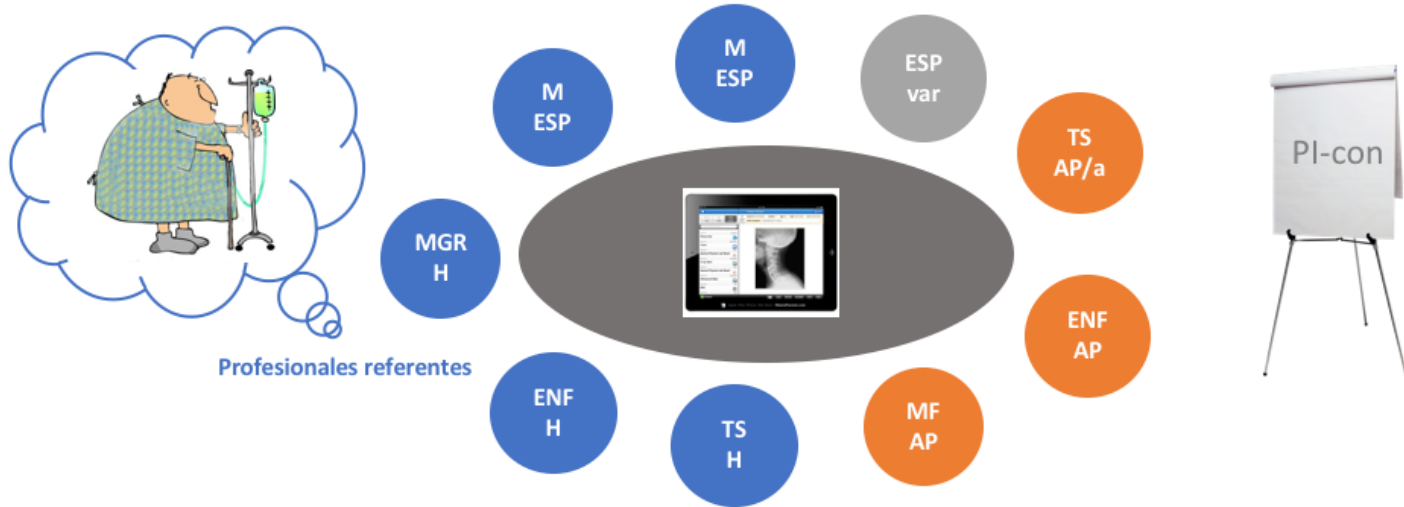 M
ESP
M
ESP
ESP
var
TS
AP/a
PI-con
MGR
H
ENF
AP
Profesionales referentes
ENF
H
TS
H
MF
AP